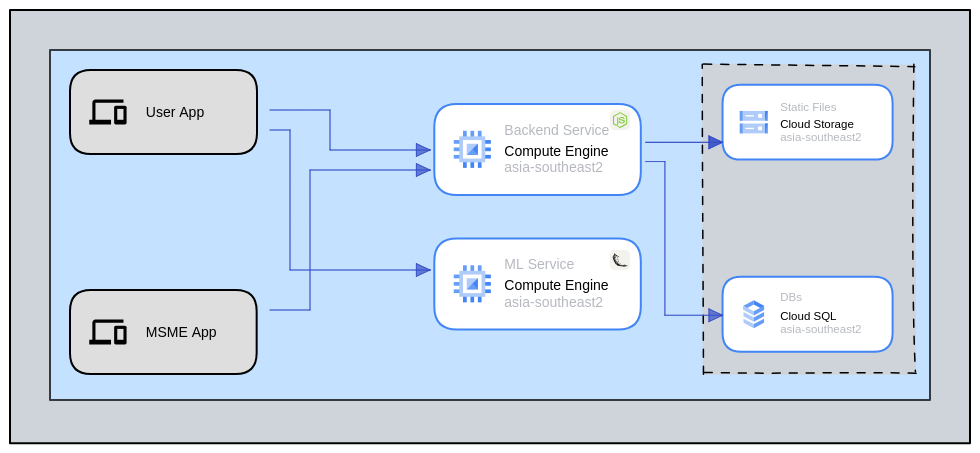 User App
MSME App
Backend Service
JS
Compute Engine
asia-southeast2
ML Service
Compute Engine
asia-southeast2
Static Files
Cloud Storage
asia-southeast2
DBs
Cloud SQL
asia-southeast2